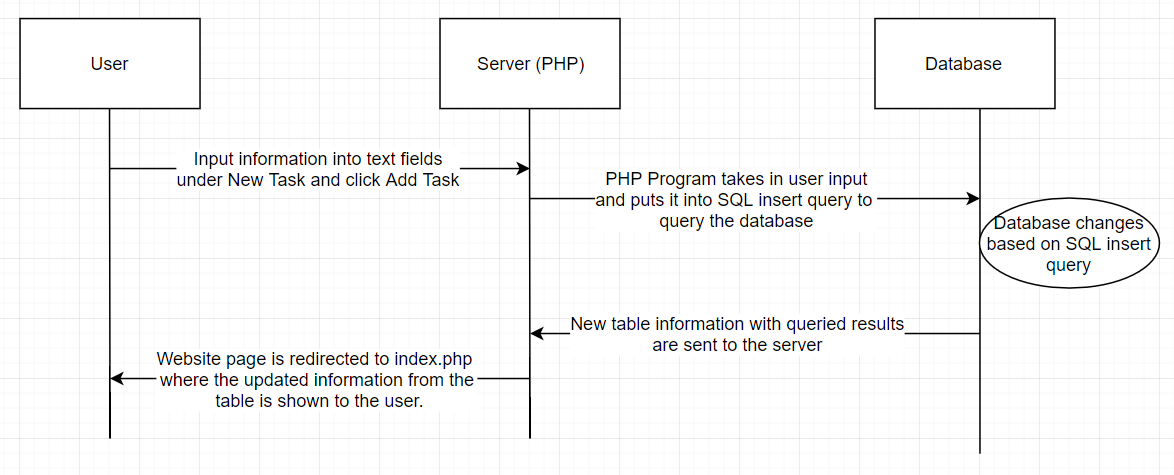 User
Server (PHP)
Database
Input information into text fields
under New Task and click Add Task
PHP Program takes in user input
and puts it into SQL insert query to
query the database
Database changes
based on SQL insert
query
New table information with queried results
are sent to the server
Website page is redirected to index.php
where the updated information from the
table is shown to the user.